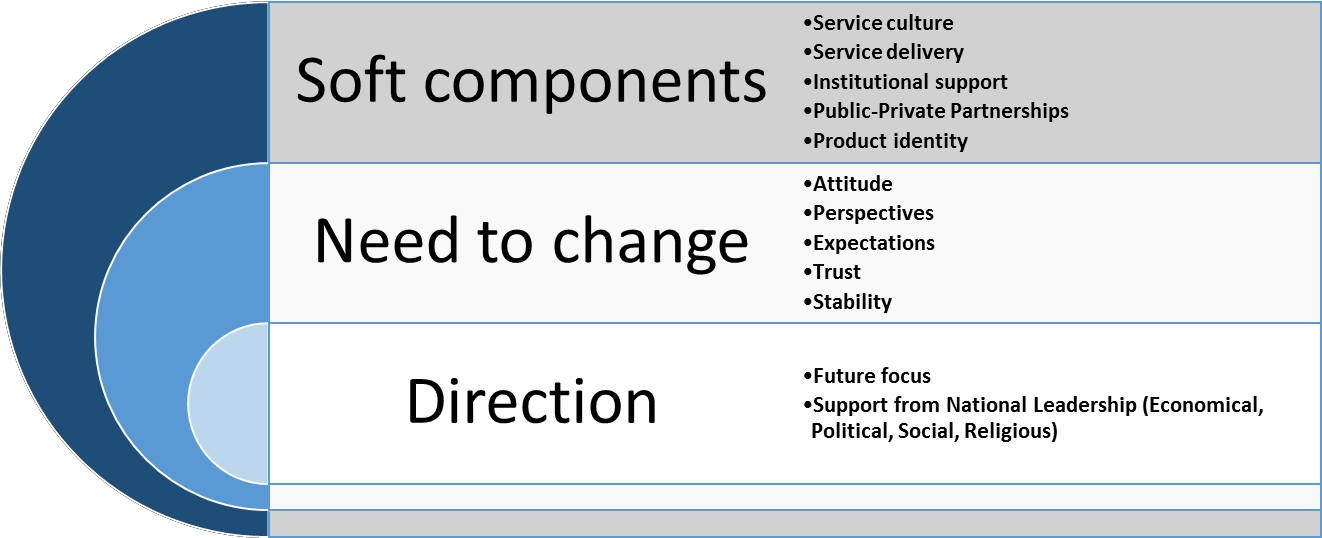 Soft components
•Service culture
•Service delivery
•Institutional support
•Public-Private Partnerships
•Product identity
Need to change
•Attitude
•Perspectives
•Expectations
•Trust
•Stability
Direction
•Future focus
•Support from National Leadership (Economical,
Political, Social, Religious)